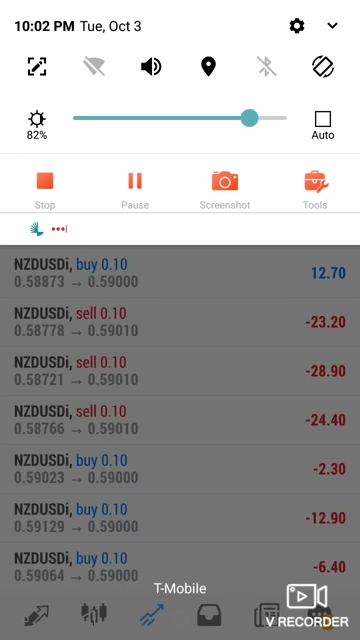 10:02 PM Tue, Oct 3
82%
Auto
Stop
Pause
Screenshot
Tools
NZDUSDi, buy 0.10
0.58873 → 0.59000
12.70
NZDUSDi, sell 0.10
0.58778 → 0.59010
-23.20
NZDUSDi, sell 0.10
0.58721 → 0.59010
-28.90
NZDUSDi, sell 0.10
0.58766 → 0.59010
-24.40
NZDUSDi, buy 0.10
0.59023 → 0.59000
-2.30
NZDUSDi, buy 0.10
0.59129 → 0.59000
-12.90
NZDUSDi, buy 0.10
0.59064 → 0.59000
-6.40
T-Mobile
V RECORDER